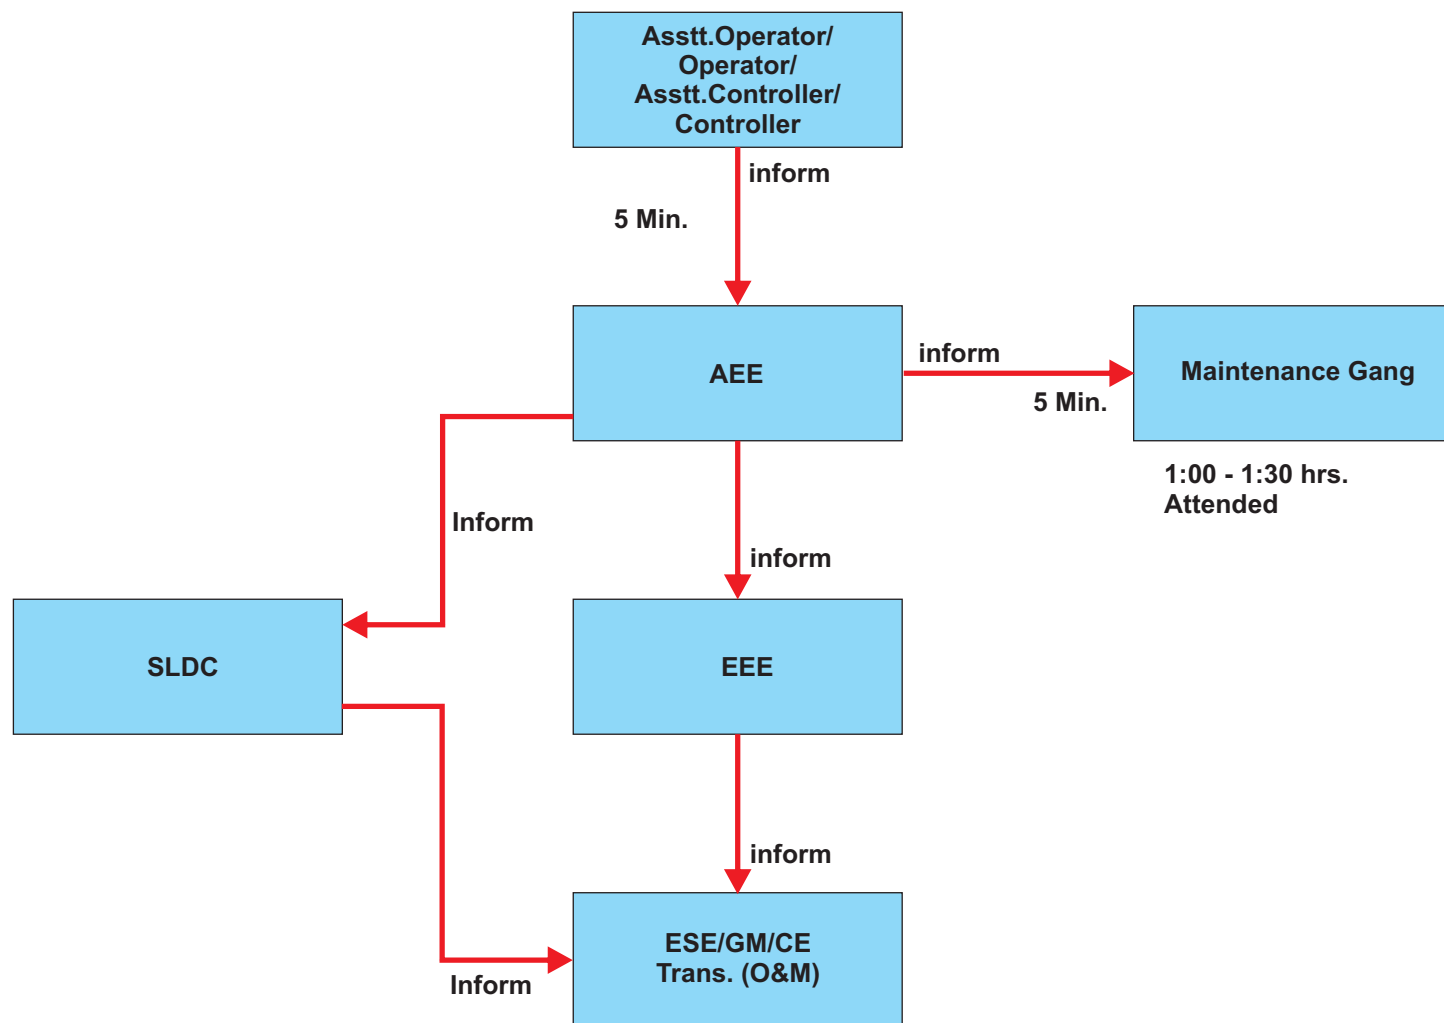 Asstt.Operator/
Operator/
Asstt.Controller/
Controller
inform
5 Min.
AEE
inform
5 Min.
Maintenance Gang
1:00 - 1:30 hrs.
Attended
Inform
inform
SLDC
EEE
inform
Inform
ESE/GM/CE
Trans. (O&M)